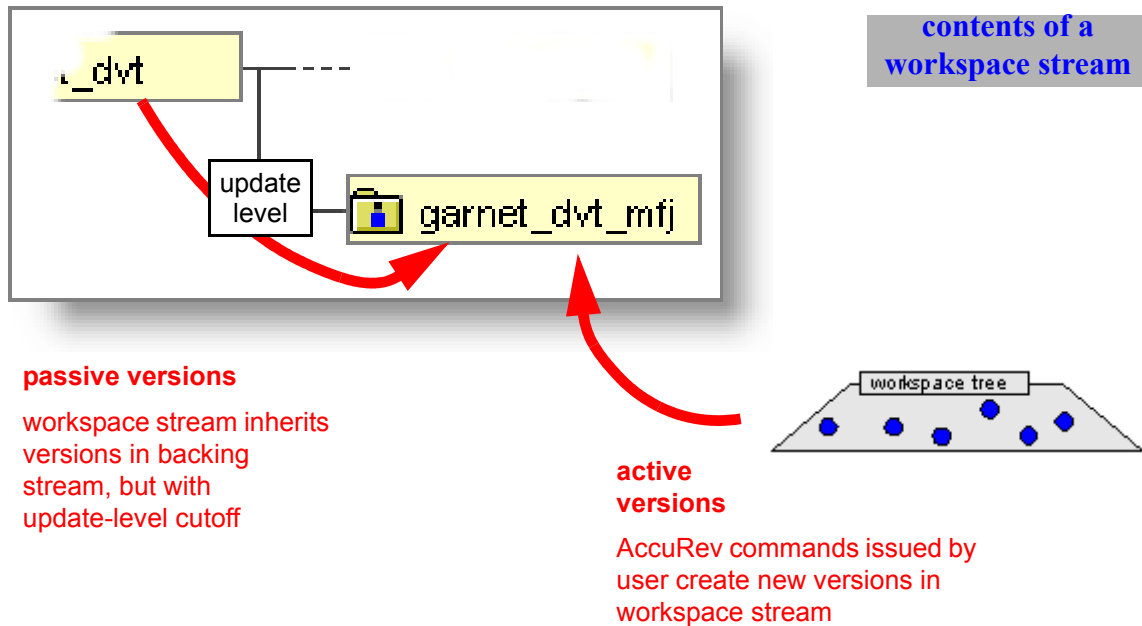 contents of a
workspace stream
t_dvt
update
level
garnet_dvt_mfj
passive versions
workspace stream inherits
versions in backing
stream, but with
update-level cutoff
workspace tree
active
versions
AccuRev commands issued by
user create new versions in
workspace stream